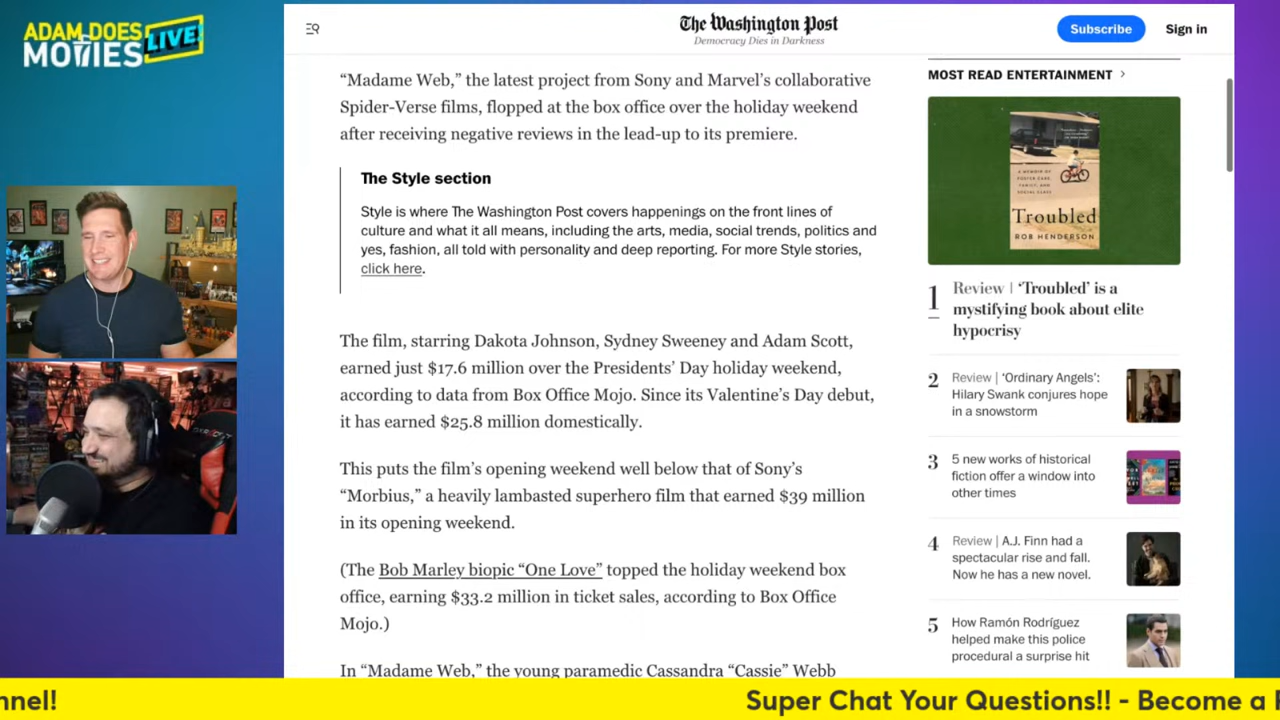 ADAM DOES
MOVIES LIVE!
The Washington Post
Democracy Dies in Darkness
Subscribe
Sign in
“Madame Web,” the latest project from Sony and Marvel’s collaborative
Spider-Verse films, flopped at the box office over the holiday weekend
after receiving negative reviews in the lead-up to its premiere.
The Style section
Style is where The Washington Post covers happenings on the front lines of
culture and what it all means, including the arts, media, social trends, politics and
yes, fashion, all told with personality and deep reporting. For more Style stories,
click here.
The film, starring Dakota Johnson, Sydney Sweeney and Adam Scott,
earned just $17.6 million over the Presidents’ Day holiday weekend,
according to data from Box Office Mojo. Since its Valentine’s Day debut,
it has earned $25.8 million domestically.
This puts the film’s opening weekend well below that of Sony’s
“Morbius,” a heavily lambasted superhero film that earned $39 million
in its opening weekend.
(The Bob Marley biopic “One Love” topped the holiday weekend box
office, earning $33.2 million in ticket sales, according to Box Office
Mojo.)
In “Madame Web,” the young paramedic Cassandra “Cassie” Webb
MOST READ ENTERTAINMENT
Troubled
ROB HENDERSON
1
Review | ‘Troubled’ is a
mystifying book about elite
hypocrisy
2
Review | ‘Ordinary Angels’:
Hilary Swank conjures hope
in a snowstorm
3
5 new works of historical
fiction offer a window into
other times
4
Review | A.J. Finn had a
spectacular rise and fall.
Now he has a new novel.
5
How Ramón Rodríguez
helped make this police
procedural a surprise hit
nnel!
Super Chat Your Questions!! - Become a